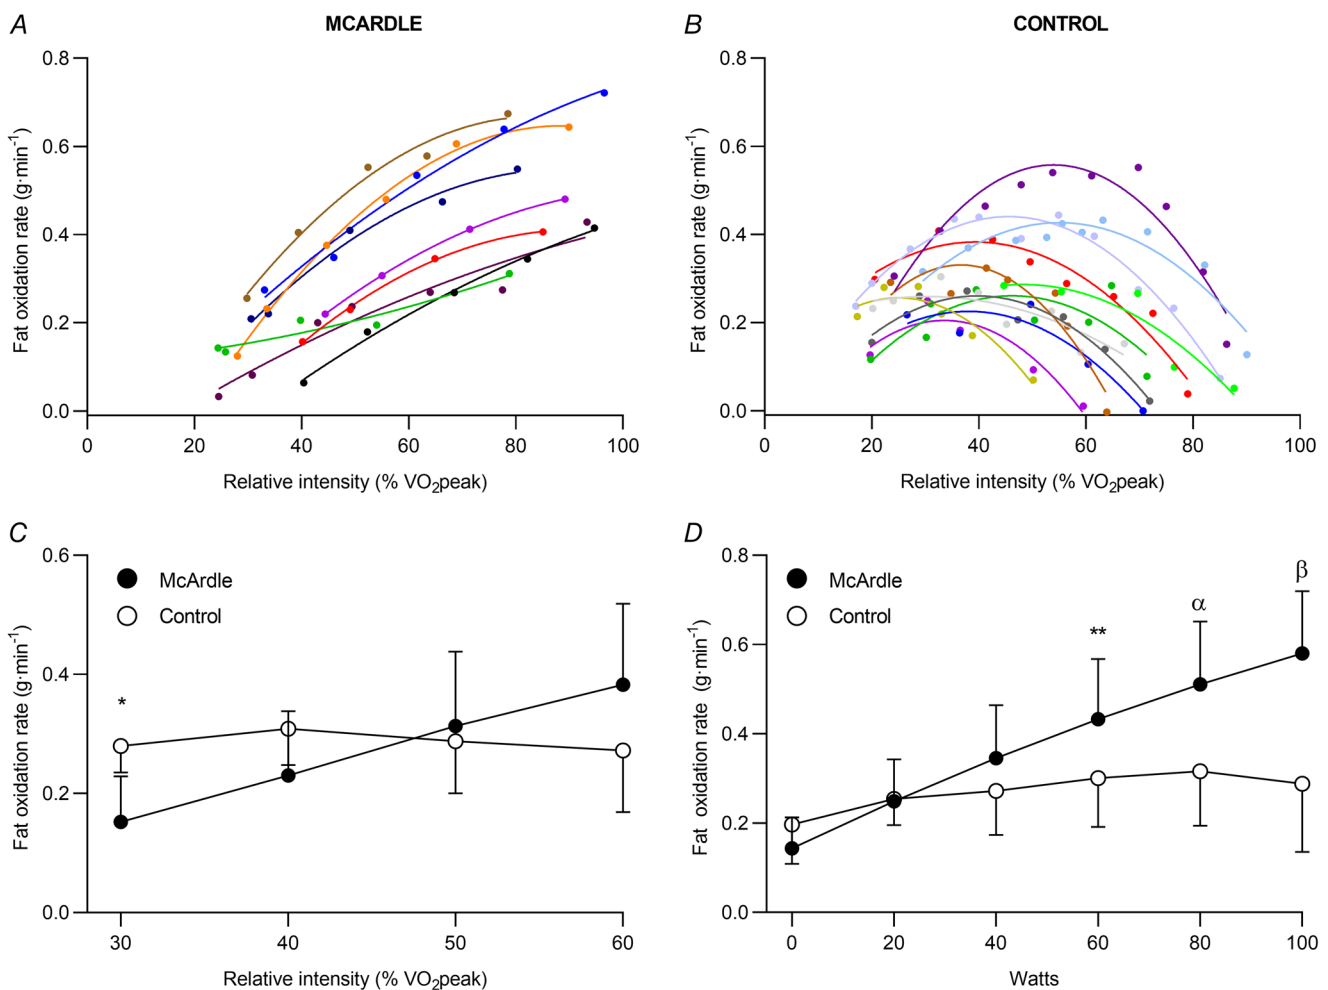 A
MCARDLE
Fat oxidation rate (g·min⁻¹)
0.8
0.6
0.4
0.2
0.0
0 20 40 60 80 100
Relative intensity (% VO₂peak)
B
CONTROL
Fat oxidation rate (g·min⁻¹)
0.8
0.6
0.4
0.2
0.0
0 20 40 60 80 100
Relative intensity (% VO₂peak)
C
Fat oxidation rate (g·min⁻¹)
0.6
0.4
0.2
0.0
McArdle
Control
*
30 40 50 60
Relative intensity (% VO₂peak)
D
Fat oxidation rate (g·min⁻¹)
0.8
0.6
0.4
0.2
0.0
McArdle
Control
**
α
β
0 20 40 60 80 100
Watts